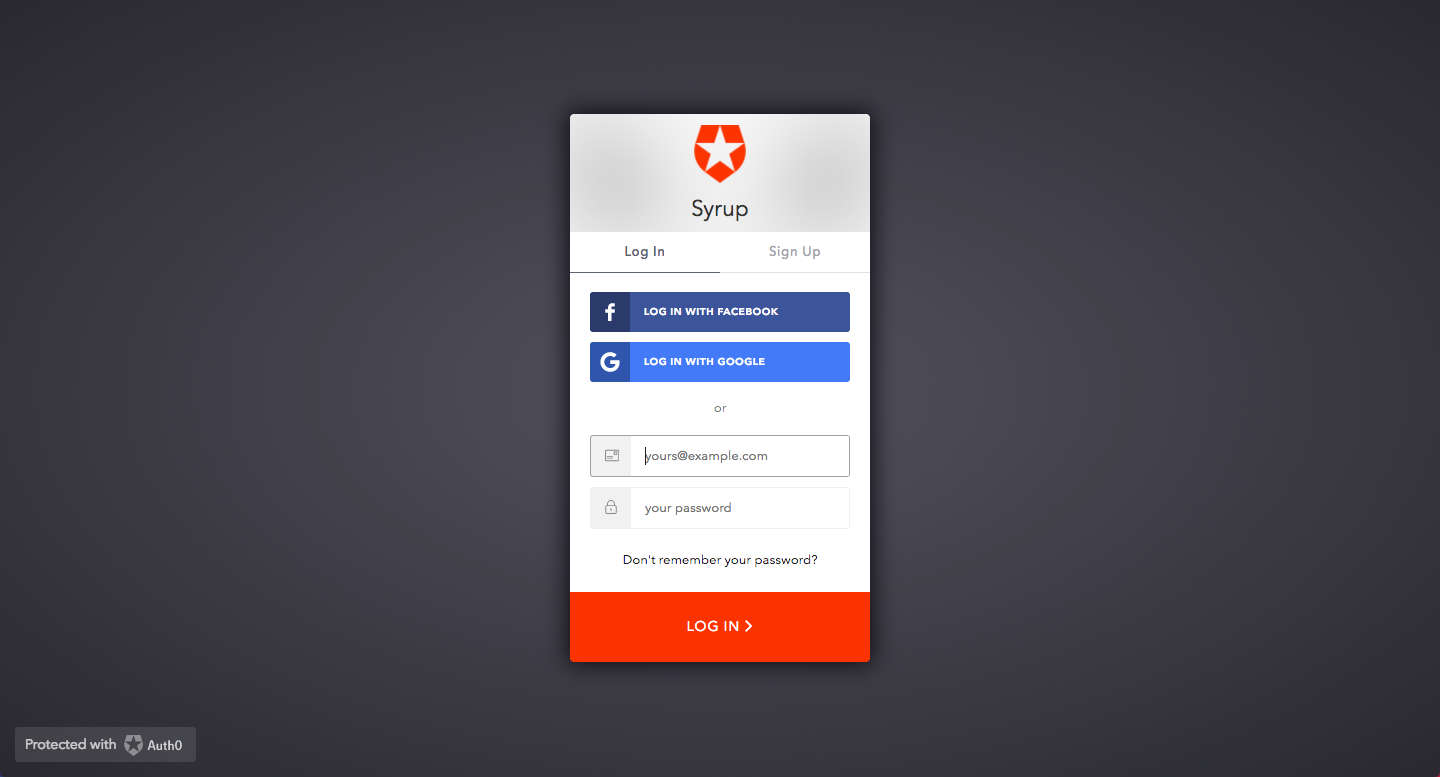 Syrup
Log In
Sign Up
LOG IN WITH FACEBOOK
LOG IN WITH GOOGLE
or
yours@example.com
your password
Don't remember your password?
LOG IN
Protected with Auth0